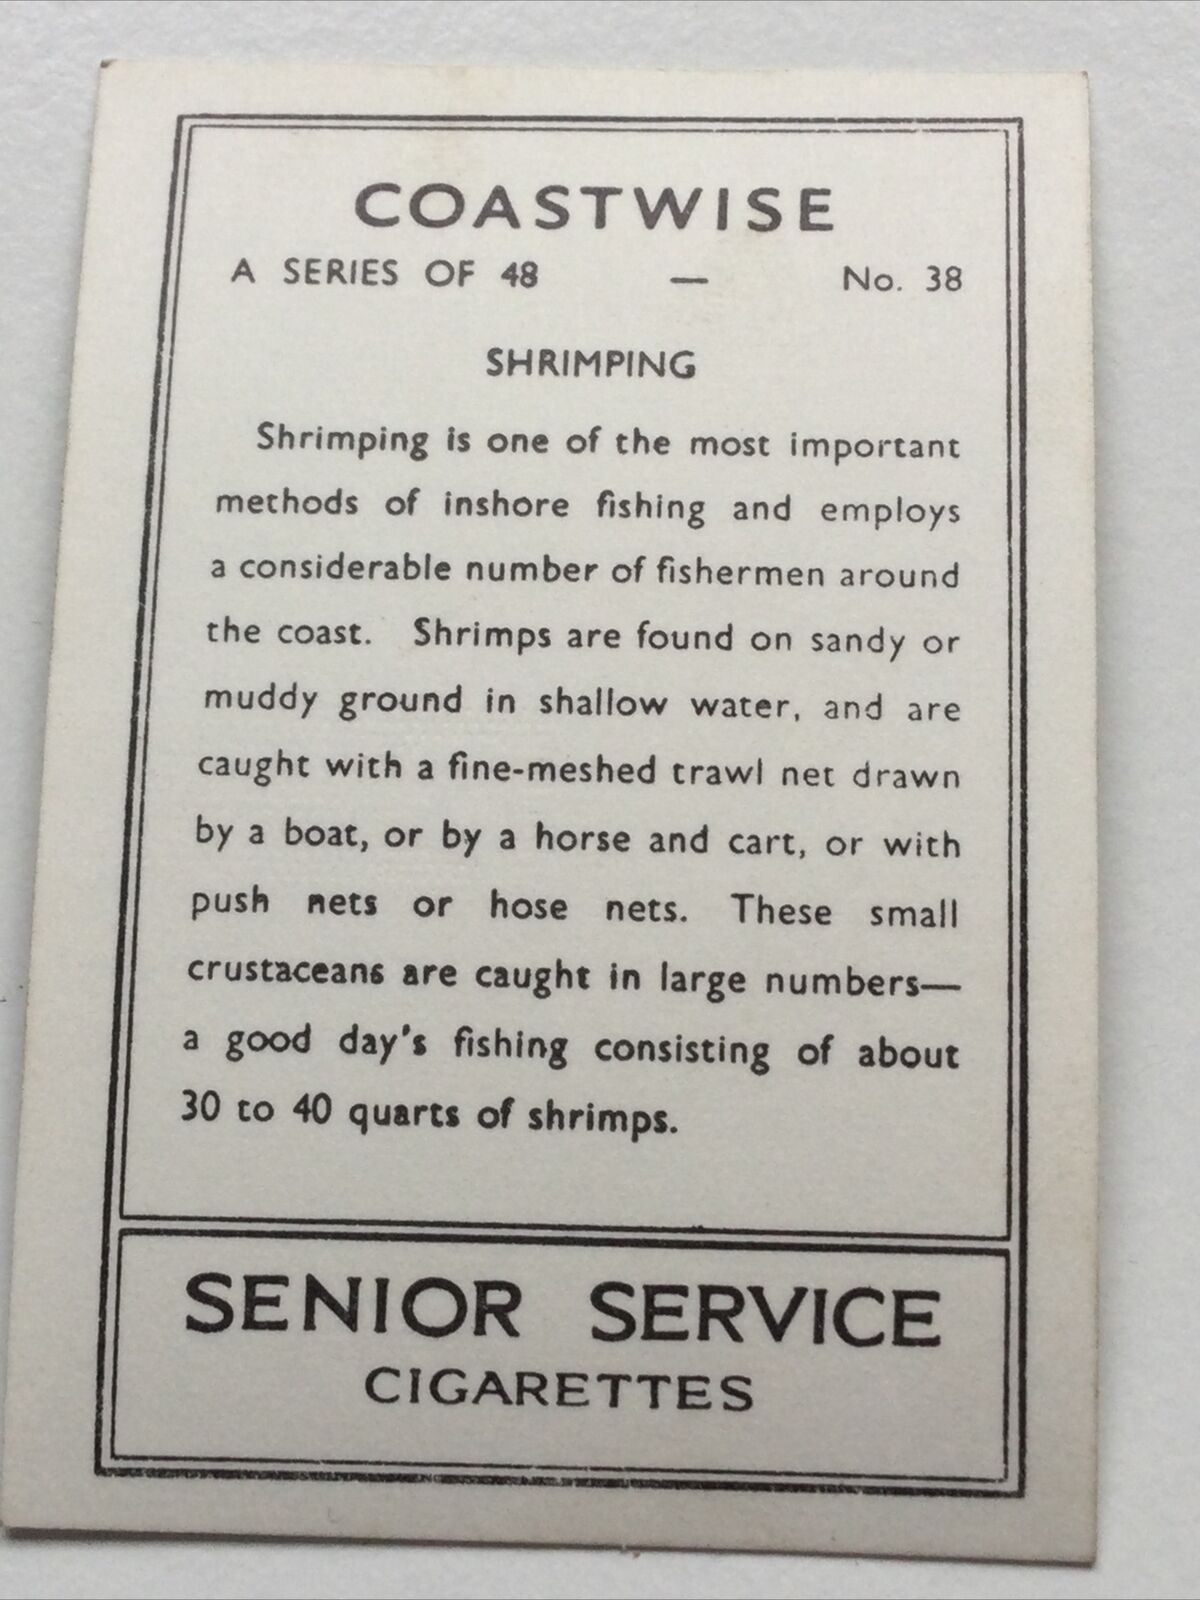 COASTWISE
A SERIES OF 48 — No. 38
SHRIMPING
Shrimping is one of the most important
methods of inshore fishing and employs
a considerable number of fishermen around
the coast. Shrimps are found on sandy or
muddy ground in shallow water, and are
caught with a fine-meshed trawl net drawn
by a boat, or by a horse and cart, or with
push nets or hose nets. These small
crustaceans are caught in large numbers—
a good day's fishing consisting of about
30 to 40 quarts of shrimps.
SENIOR SERVICE
CIGARETTES